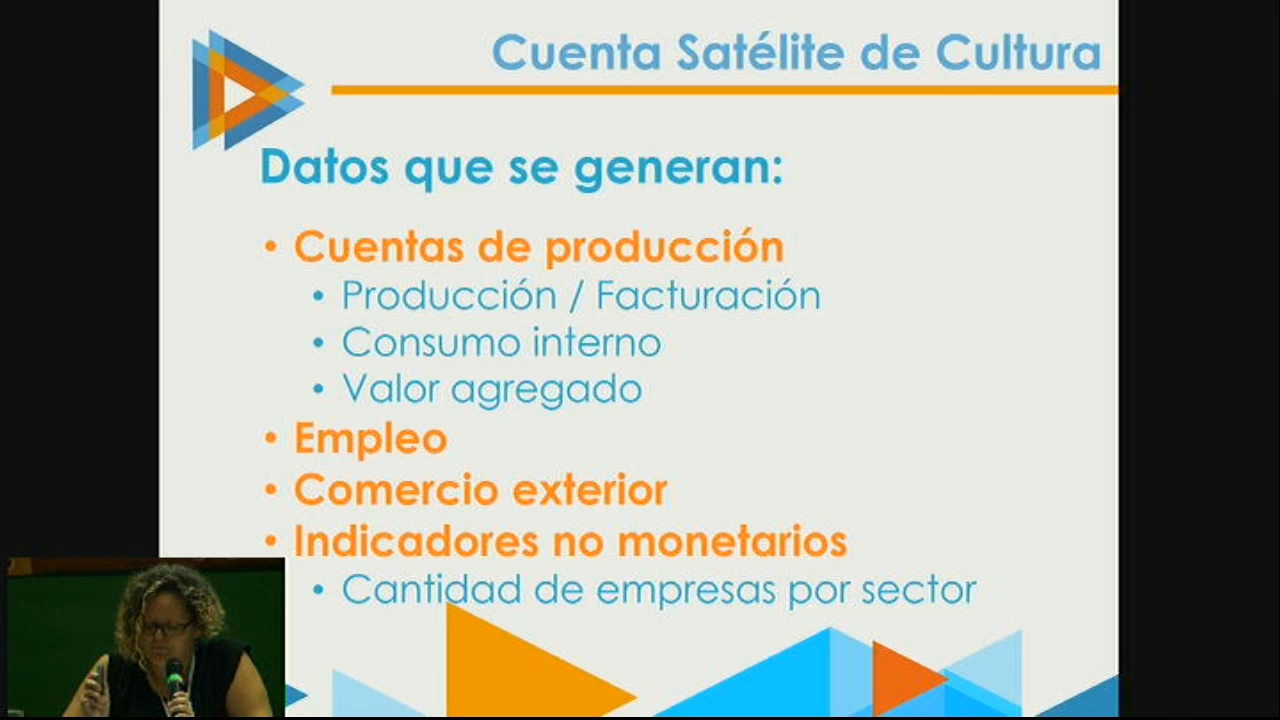 Cuenta Satélite de Cultura
Datos que se generan:
• Cuentas de producción
• Producción / Facturación
• Consumo interno
• Valor agregado
• Empleo
• Comercio exterior
• Indicadores no monetarios
• Cantidad de empresas por sector